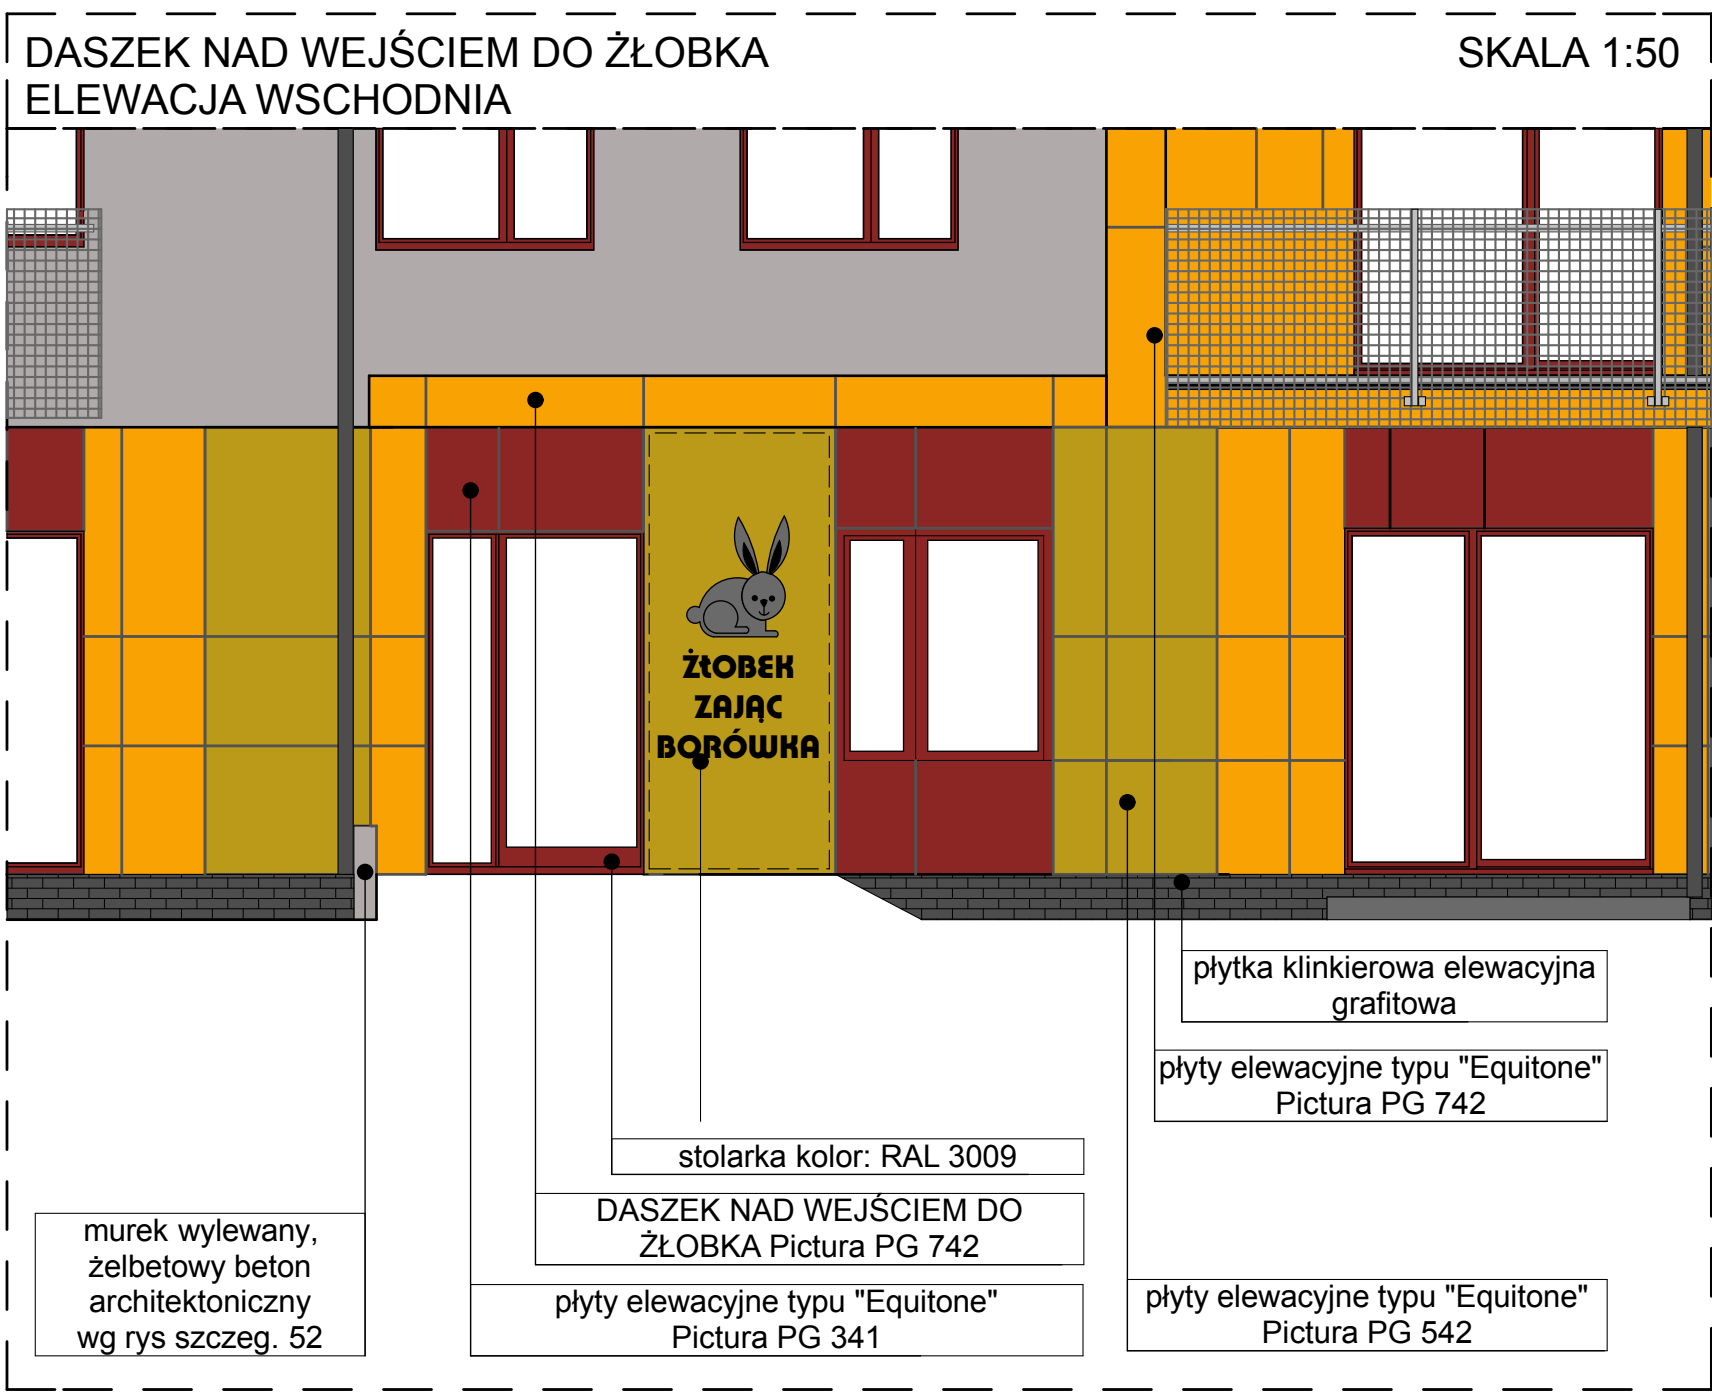 DASZEK NAD WEJŚCIEM DO ŻŁOBKA
ELEWACJA WSCHODNIA
SKALA 1:50
ŻŁOBEK
ZAJĄC
BORÓWKA
płytka klinkierowa elewacyjna
grafitowa
płyty elewacyjne typu "Equitone"
Pictura PG 742
stolarka kolor: RAL 3009
DASZEK NAD WEJŚCIEM DO
ŻŁOBKA Pictura PG 742
murek wylewany,
żelbetowy beton
architektoniczny
wg rys szczeg. 52
płyty elewacyjne typu "Equitone"
Pictura PG 341
płyty elewacyjne typu "Equitone"
Pictura PG 542